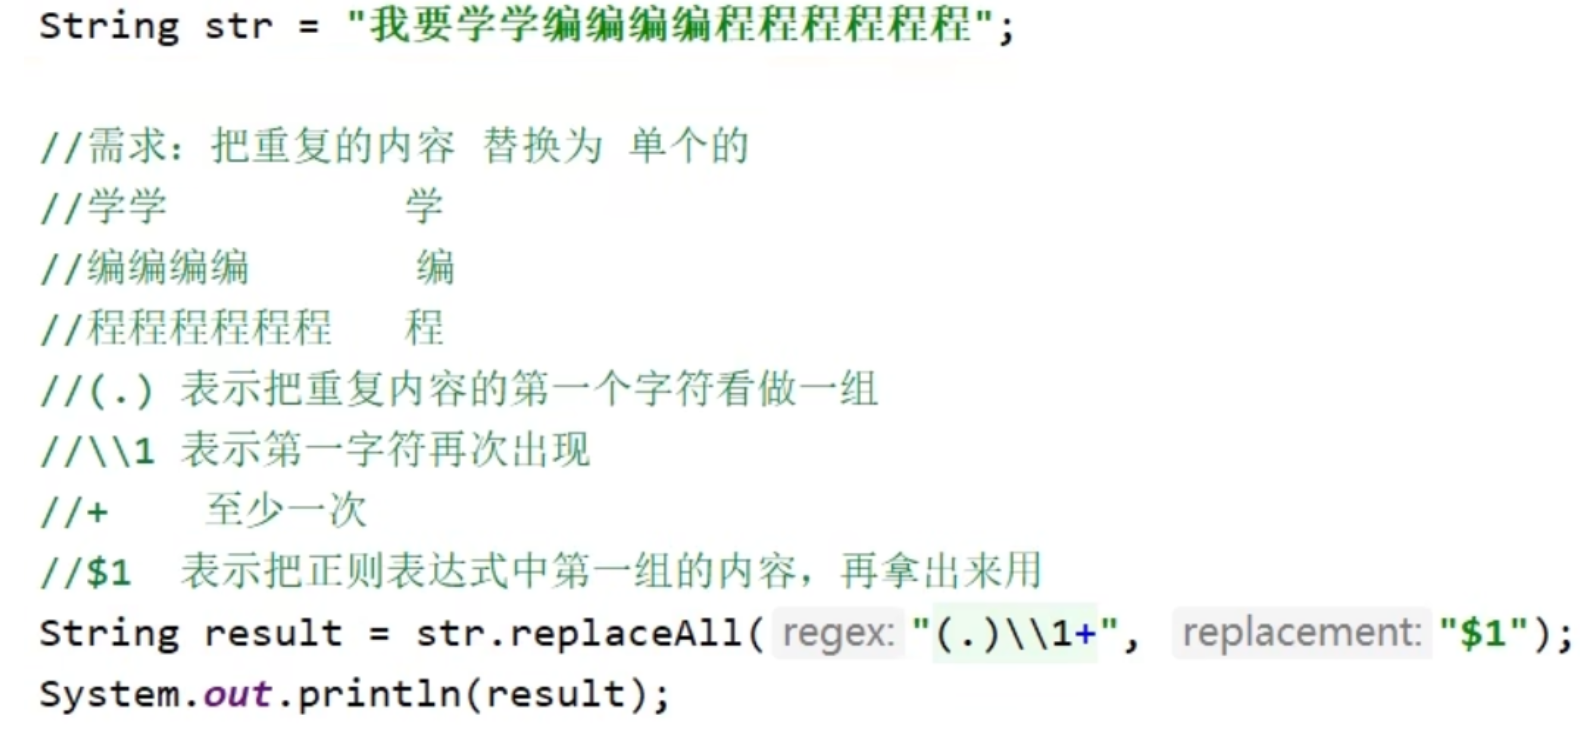 String str = "我要学学编编编编程程程程程程";
//需求：把重复的内容 替换为 单个的
//学学 学
//编编编编 编
//程程程程程程 程
//(.) 表示把重复内容的第一个字符看做一组
//\\1 表示第一字符再次出现
//+ 至少一次
//$1 表示把正则表达式中第一组的内容，再拿出来用
String result = str.replaceAll( regex: "(.)\\1+", replacement: "$1");
System.out.println(result);